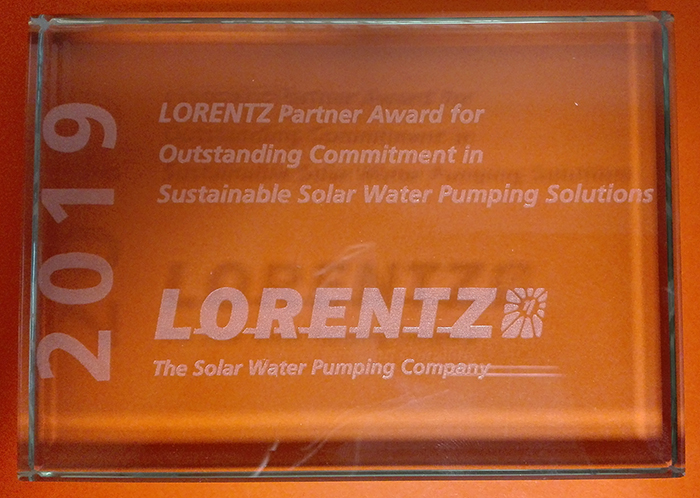 2019
LORENTZ Partner Award for
Outstanding Commitment in
Sustainable Solar Water Pumping Solutions
LORENTZ
The Solar Water Pumping Company